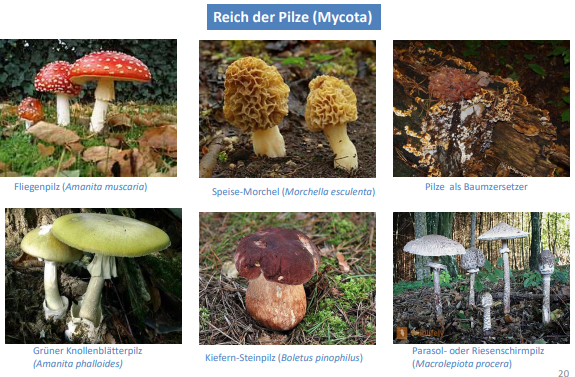 Reich der Pilze (Mycota)
Fliegenpilz (Amanita muscaria)
Speise-Morchel (Morchella esculenta)
Pilze als Baumzersetzer
Grüner Knollenblätterpilz
(Amanita phalloides)
Kiefern-Steinpilz (Boletus pinophilus)
Parasol- oder Riesenschirmpilz
(Macrolepiota procera)
20